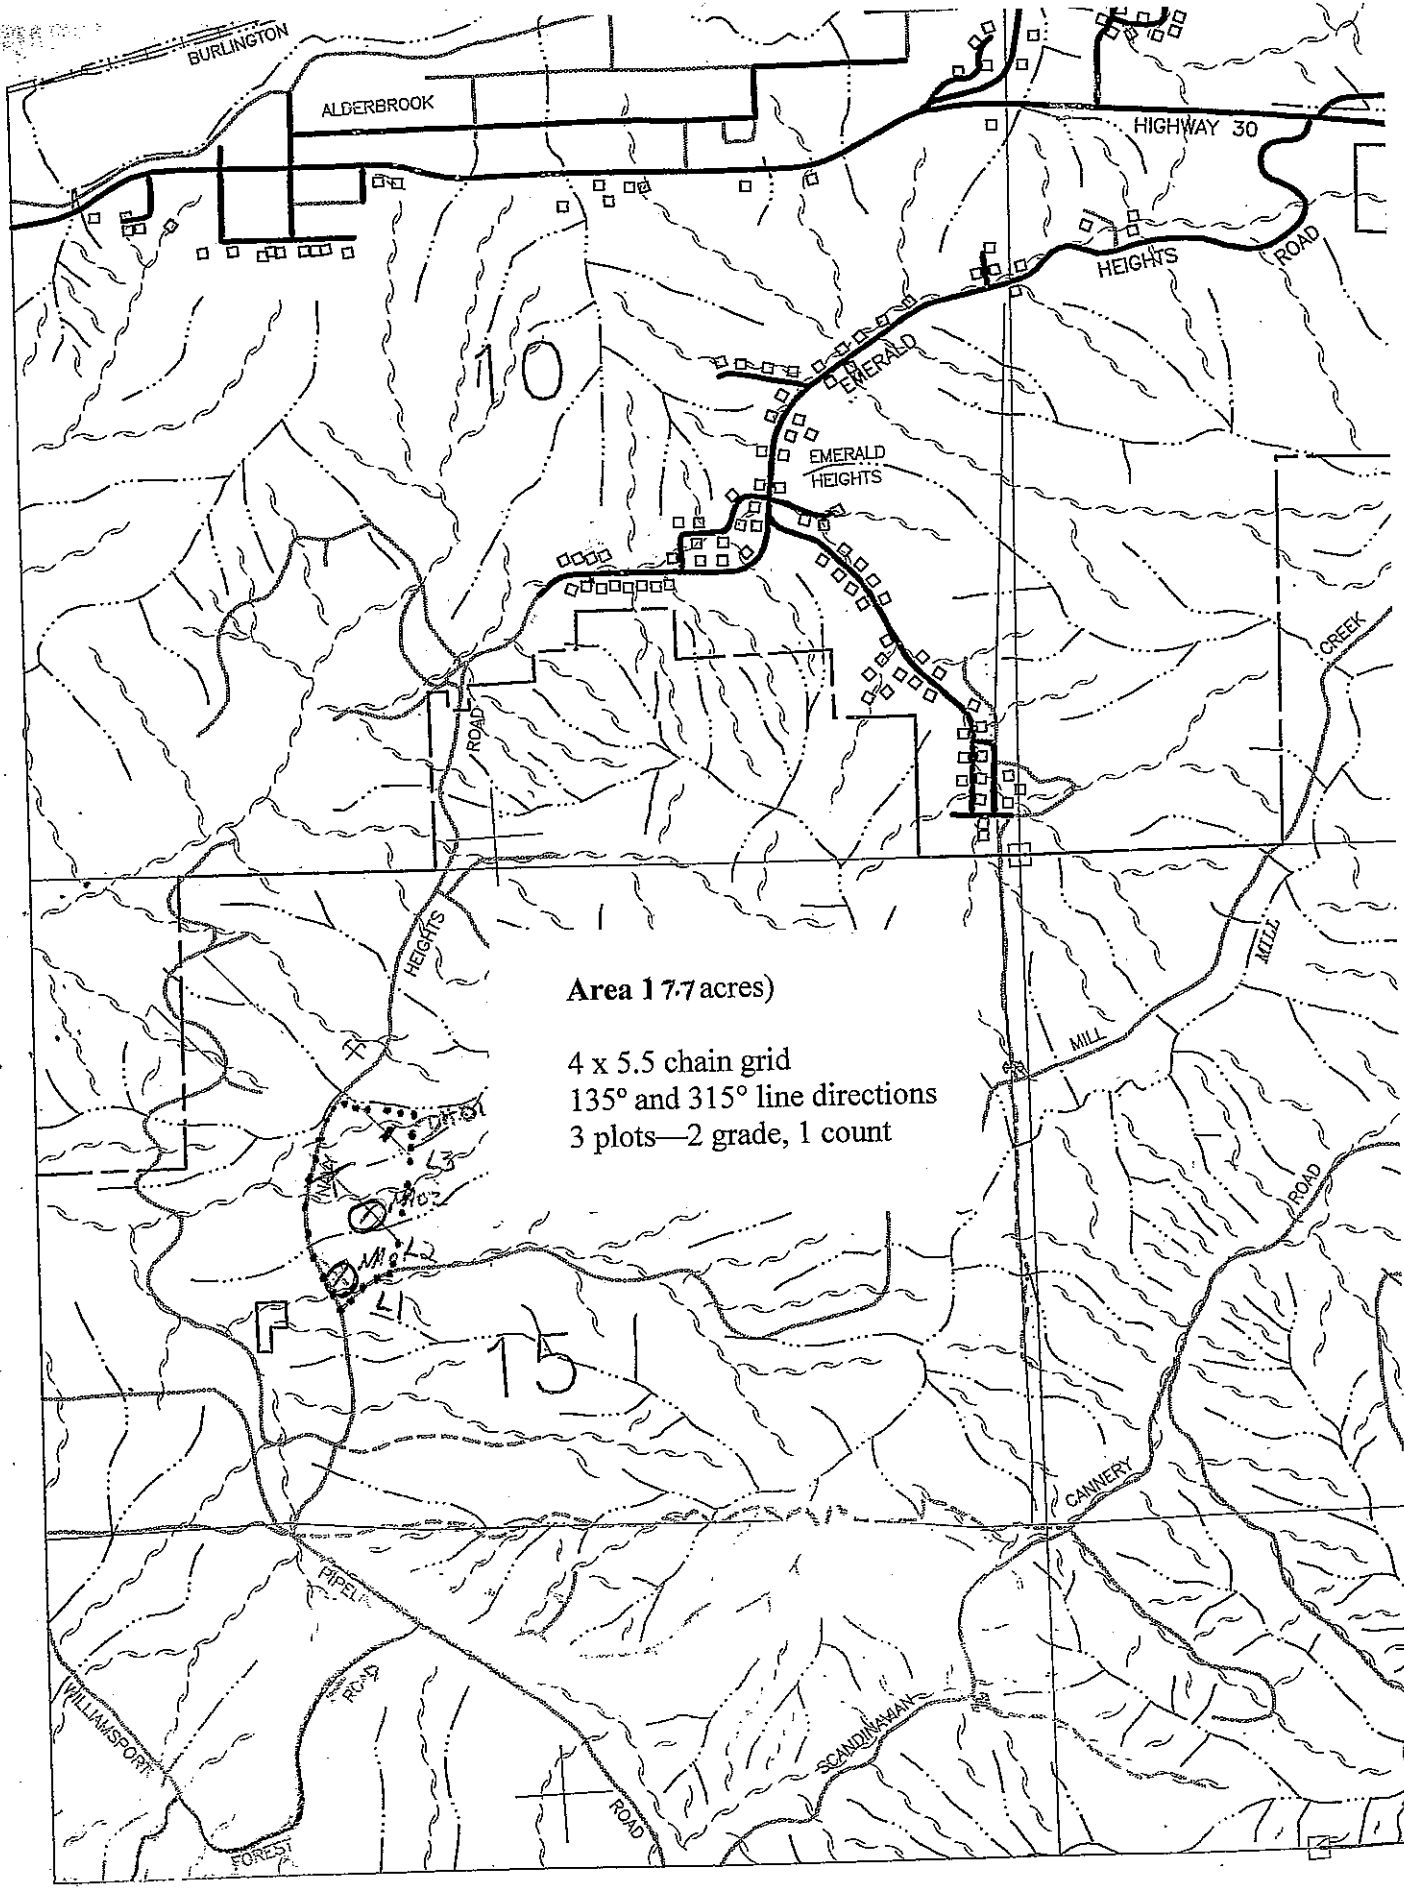 BURLINGTON
ALDERBROOK
HIGHWAY 30
HEIGHTS
ROAD
10
EMERALD
EMERALD
HEIGHTS
CREEK
ROAD
HEIGHTS
MILL
Area 1 7.7 acres)
4 x 5.5 chain grid
135° and 315° line directions
3 plots—2 grade, 1 count
MILL
L3
ROAD
L2
L1
15
CANNERY
PIPELI
ROAD
WILLIAMSPORT
SCANDINAVIAN
ROAD
FOREST